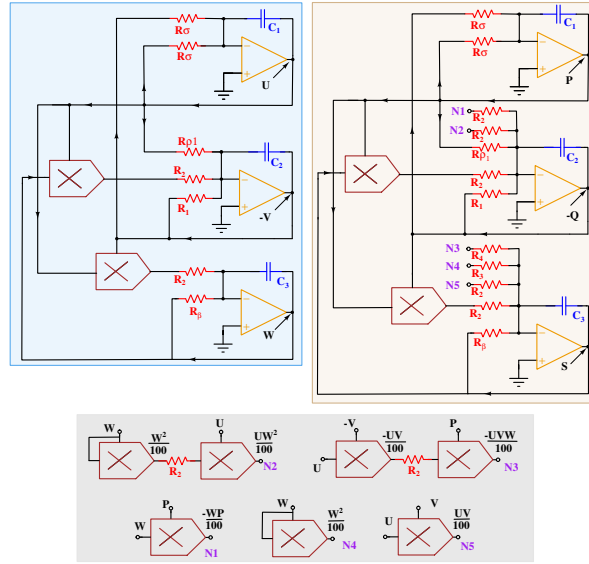 Rσ
C1
−
Rσ
+
U
Rρ1
C2
R2
−
R1
+
-V
R2
C3
−
Rβ
+
W
Rσ
C1
−
Rσ
+
P
N1
R2
N2
R2
Rρ1
C2
R2
−
R1
+
-Q
N3
R4
N4
R3
N5
R2
R2
C3
−
Rβ
+
S
W
W²/100
R2
U
UW²/100
N2
-V
U
-UV/100
R2
P
-UVW/100
N3
P
W
-WP/100
N1
W
W²/100
N4
V
U
UV/100
N5